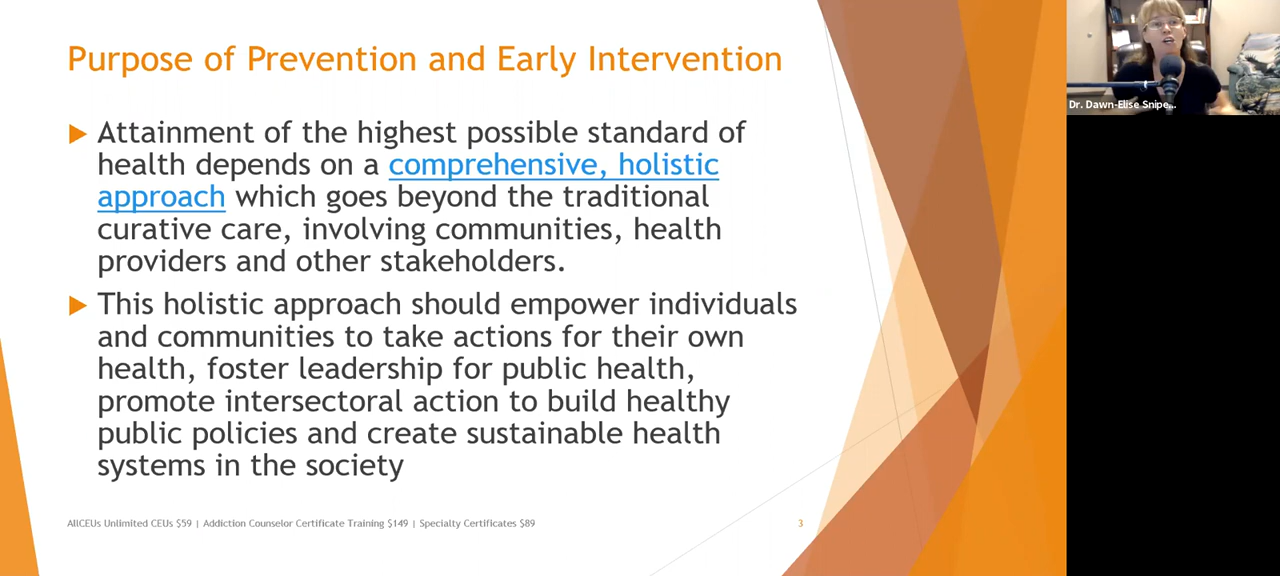 Purpose of Prevention and Early Intervention
Attainment of the highest possible standard of
health depends on a comprehensive, holistic
approach which goes beyond the traditional
curative care, involving communities, health
providers and other stakeholders.
This holistic approach should empower individuals
and communities to take actions for their own
health, foster leadership for public health,
promote intersectoral action to build healthy
public policies and create sustainable health
systems in the society
AllCEUs Unlimited CEUs $59 | Addiction Counselor Certificate Training $149 | Specialty Certificates $89
3
Dr. Dawn-Elise Snipe...